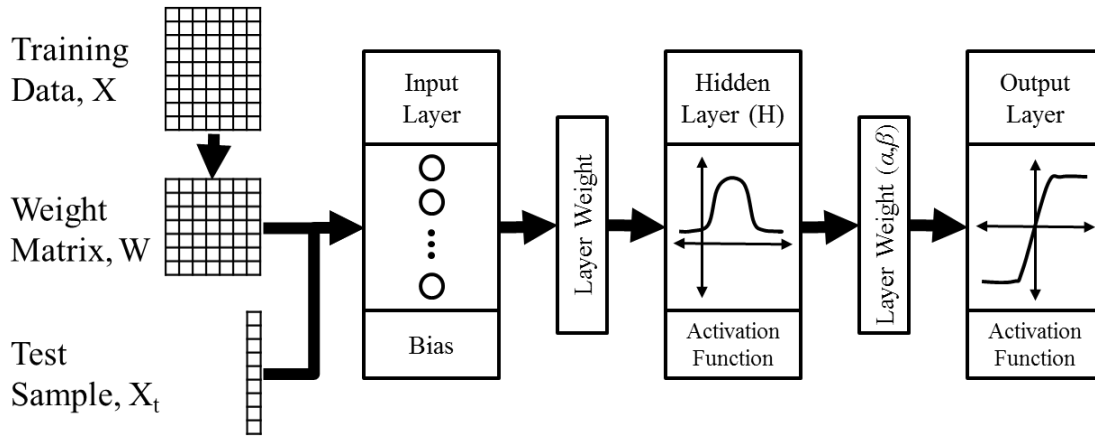 Training
Data, X
Weight
Matrix, W
Test
Sample, Xₜ
Input
Layer
Bias
Layer Weight
Hidden
Layer (H)
Activation
Function
Layer Weight (α,β)
Output
Layer
Activation
Function